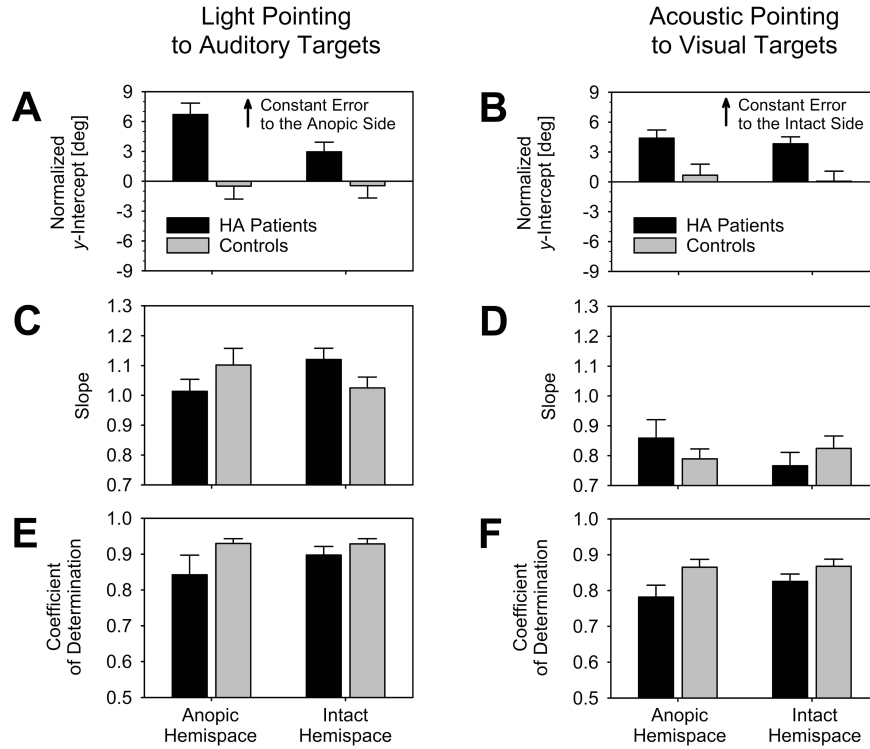 Light Pointing
to Auditory Targets
Acoustic Pointing
to Visual Targets
A
Normalized
y-Intercept [deg]
9
6
3
0
-3
-6
-9
Constant Error
to the Anopic Side
HA Patients
Controls
B
Normalized
y-Intercept [deg]
9
6
3
0
-3
-6
-9
Constant Error
to the Intact Side
HA Patients
Controls
C
Slope
1.3
1.2
1.1
1.0
0.9
0.8
0.7
D
Slope
1.3
1.2
1.1
1.0
0.9
0.8
0.7
E
Coefficient
of Determination
1.0
0.9
0.8
0.7
0.6
0.5
Anopic
Hemispace
Intact
Hemispace
F
Coefficient
of Determination
1.0
0.9
0.8
0.7
0.6
0.5
Anopic
Hemispace
Intact
Hemispace